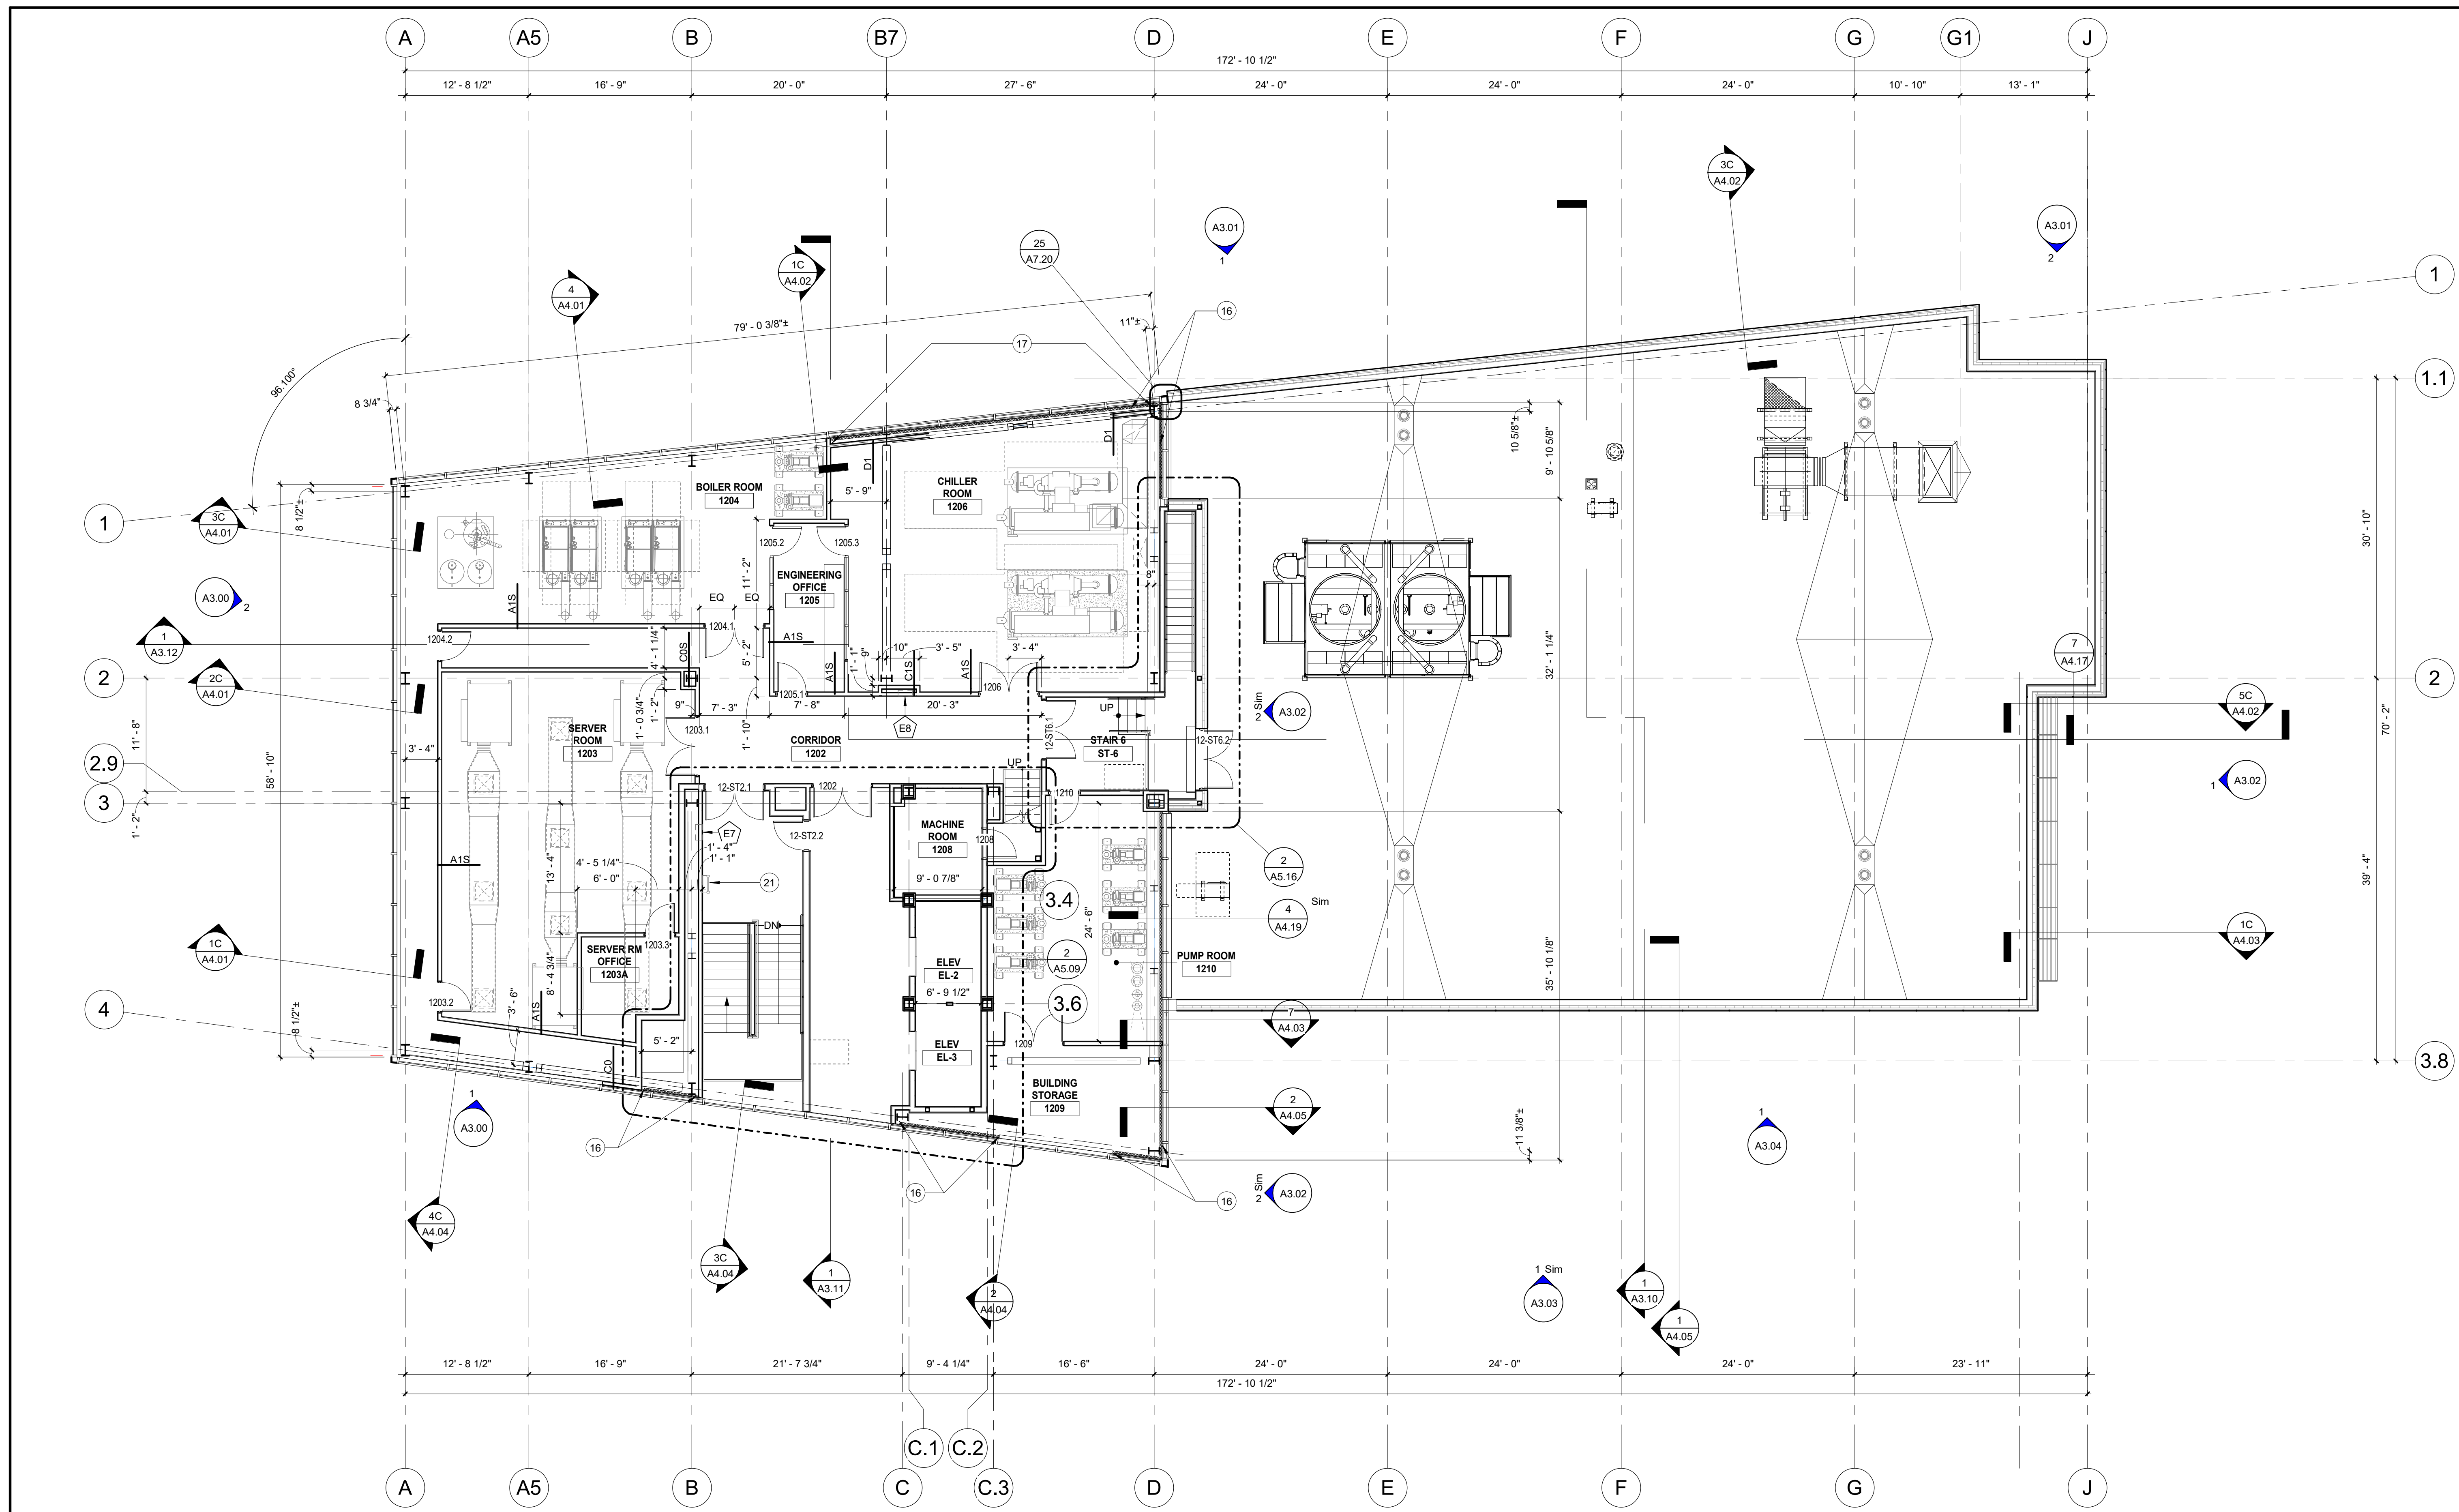 A
A5
B
B7
D
E
F
G
G1
J
172' - 10 1/2"
12' - 8 1/2"
16' - 9"
20' - 0"
27' - 6"
24' - 0"
24' - 0"
24' - 0"
10' - 10"
13' - 1"
3C
A4.02
A3.01
1
A3.01
2
25
A7.20
1C
A4.02
4
A4.01
1
79' - 0 3/8"±
11"±
16
17
96.100°
8 3/4"
1.1
10 5/8"±
9' - 10 5/8"
D1
D1
BOILER ROOM
1204
5' - 9"
CHILLER
ROOM
1206
8 1/2"±
1
3C
A4.01
30' - 10"
1205.2
1205.3
11' - 2"
ENGINEERING
OFFICE
1205
8"
A3.00
2
A1S
EQ
EQ
1204.1
1204.2
1
A3.12
4' - 1 1/4"
C0S
5' - 2"
A1S
A1S
10"
1' - 1"
9"
3' - 5"
C1S
A1S
3' - 4"
32' - 1 1/4"
7
A4.17
2
2C
A4.01
1205.1
1206
2
5C
A4.02
9"
7' - 3"
7' - 8"
20' - 3"
1' - 0 3/4"
1' - 2"
1' - 10"
E8
UP
Sim
2
A3.02
11' - 8"
58' - 10"
3' - 4"
SERVER
ROOM
1203
1203.1
CORRIDOR
1202
12-ST6.1
STAIR 6
ST-6
12-ST6.2
70' - 2"
2.9
UP
1
A3.02
3
1' - 2"
12-ST2.1
1202
1210
E7
12-ST2.2
MACHINE
ROOM
1208
1208
A1S
13' - 4"
4' - 5 1/4"
6' - 0"
1' - 4"
1' - 1"
21
9' - 0 7/8"
3.4
24' - 6"
2
A5.16
39' - 4"
4
A4.19
Sim
DN
1C
A4.01
1C
A4.03
SERVER RM
OFFICE
1203A
1203.3
8' - 4 3/4"
ELEV
EL-2
6' - 9 1/2"
2
A5.09
PUMP ROOM
1210
35' - 10 1/8"
4
1203.2
3' - 6"
A1S
3.6
7
A4.03
8 1/2"±
5' - 2"
C0
ELEV
EL-3
1209
3.8
BUILDING
STORAGE
1209
2
A4.05
11 3/8"±
1
A3.00
16
1
A3.04
16
16
Sim
2
A3.02
4C
A4.04
3C
A4.04
1
A3.11
2
A4.04
1 Sim
A3.03
1
A3.10
1
A4.05
12' - 8 1/2"
16' - 9"
21' - 7 3/4"
9' - 4 1/4"
16' - 6"
24' - 0"
24' - 0"
24' - 0"
23' - 11"
172' - 10 1/2"
C.1
C.2
A
A5
B
C
C.3
D
E
F
G
J